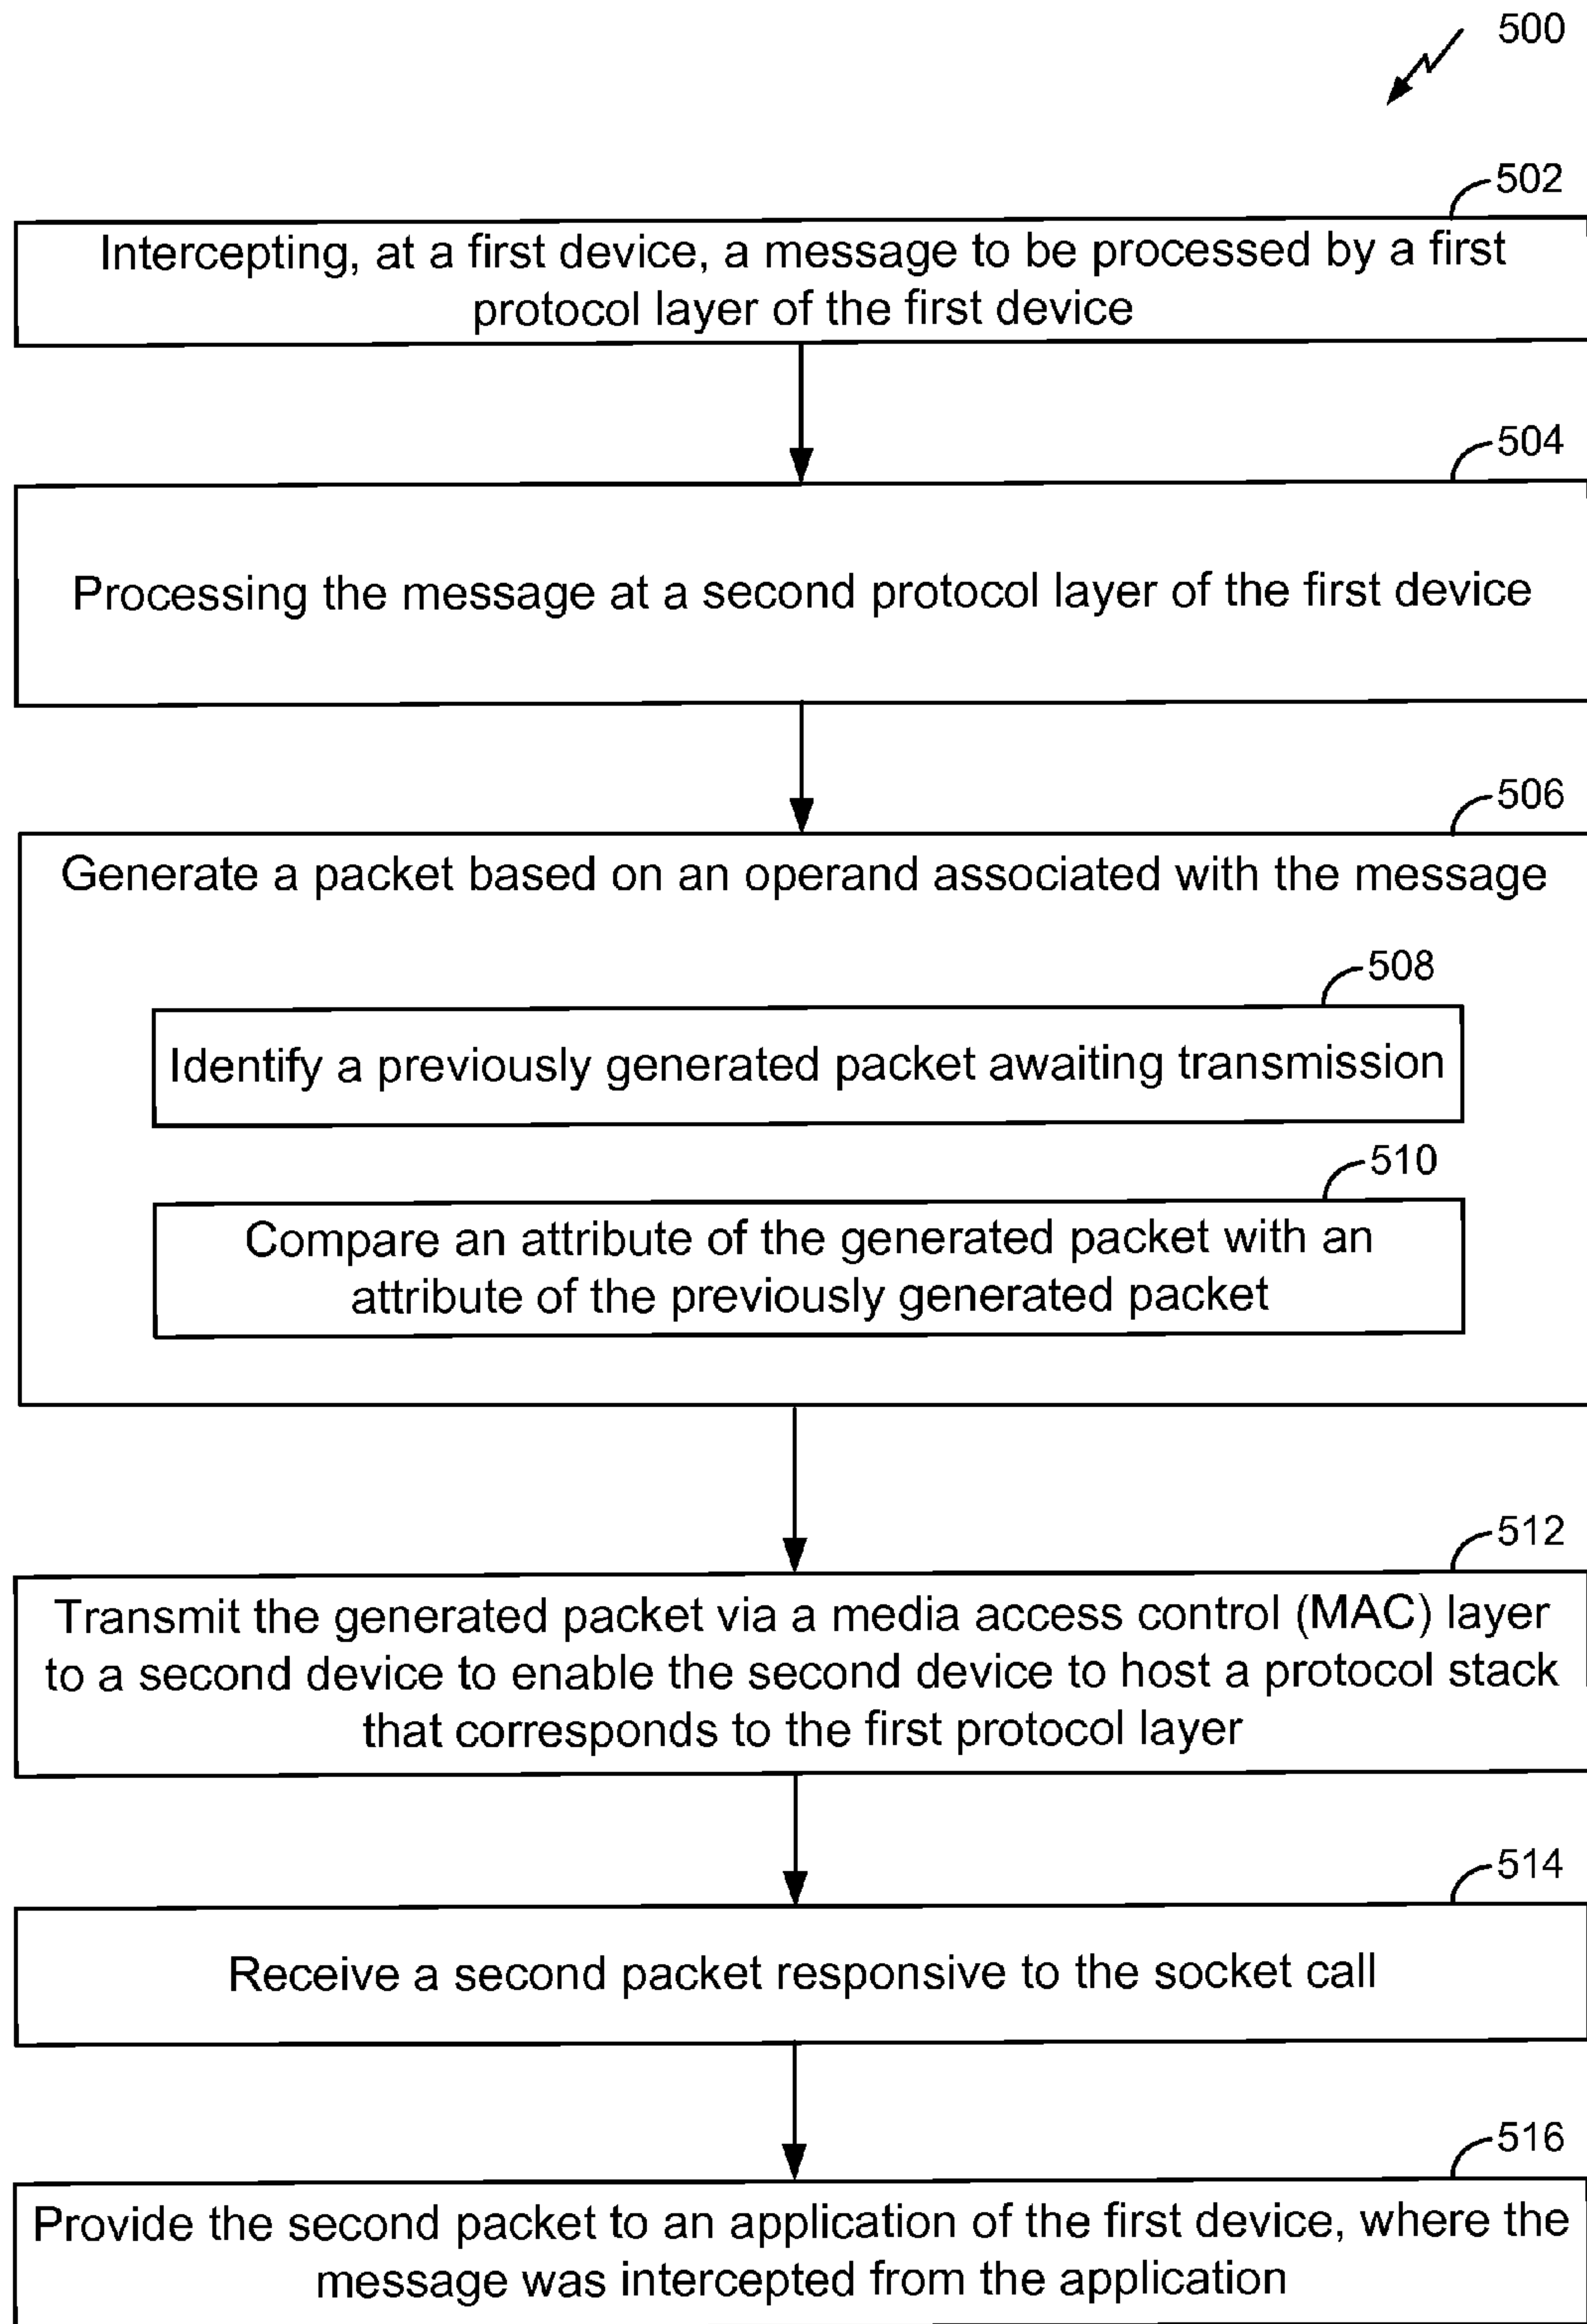 500
502
Intercepting, at a first device, a message to be processed by a first
protocol layer of the first device
504
Processing the message at a second protocol layer of the first device
506
Generate a packet based on an operand associated with the message
508
Identify a previously generated packet awaiting transmission
510
Compare an attribute of the generated packet with an
attribute of the previously generated packet
512
Transmit the generated packet via a media access control (MAC) layer
to a second device to enable the second device to host a protocol stack
that corresponds to the first protocol layer
514
Receive a second packet responsive to the socket call
516
Provide the second packet to an application of the first device, where the
message was intercepted from the application